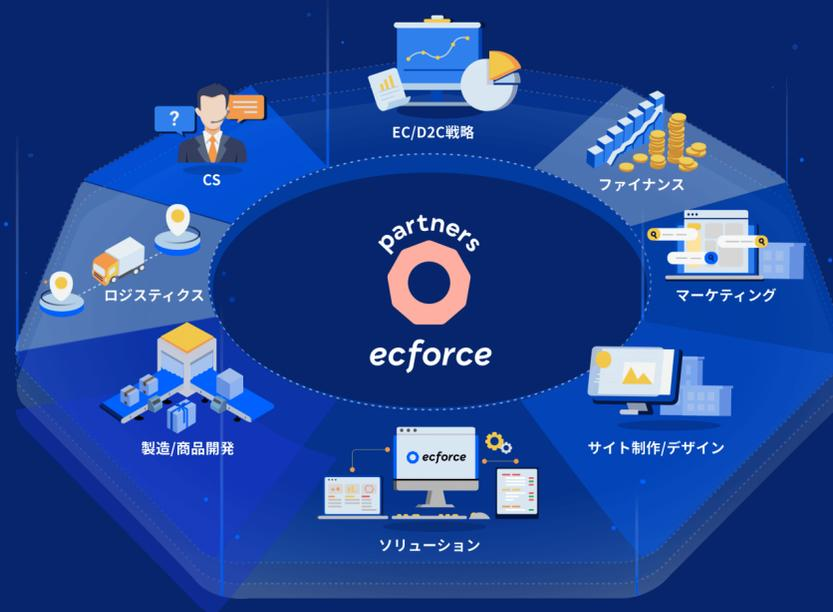 EC/D2C戦略
?
CS
ファイナンス
partners
ロジスティクス
マーケティング
ecforce
製造/商品開発
サイト制作/デザイン
ecforce
ソリューション